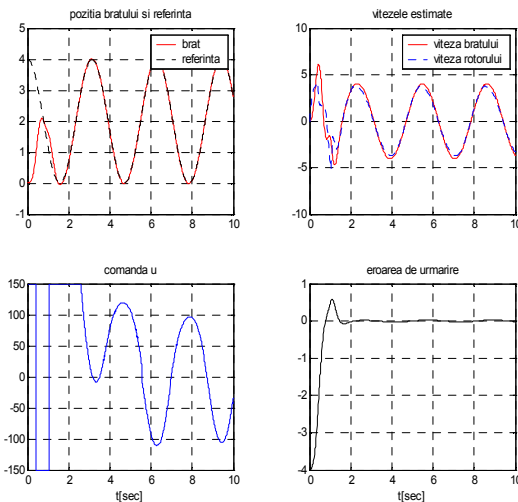 pozitia bratului si referinta
5
4
3
2
1
0
-1
0 2 4 6 8 10
brat
referinta
vitezele estimate
10
5
0
-5
-10
0 2 4 6 8 10
viteza bratului
viteza rotorului
comanda u
150
100
50
0
-50
-100
-150
0 2 4 6 8 10
t[sec]
eroarea de urmarire
1
0
-1
-2
-3
-4
0 2 4 6 8 10
t[sec]